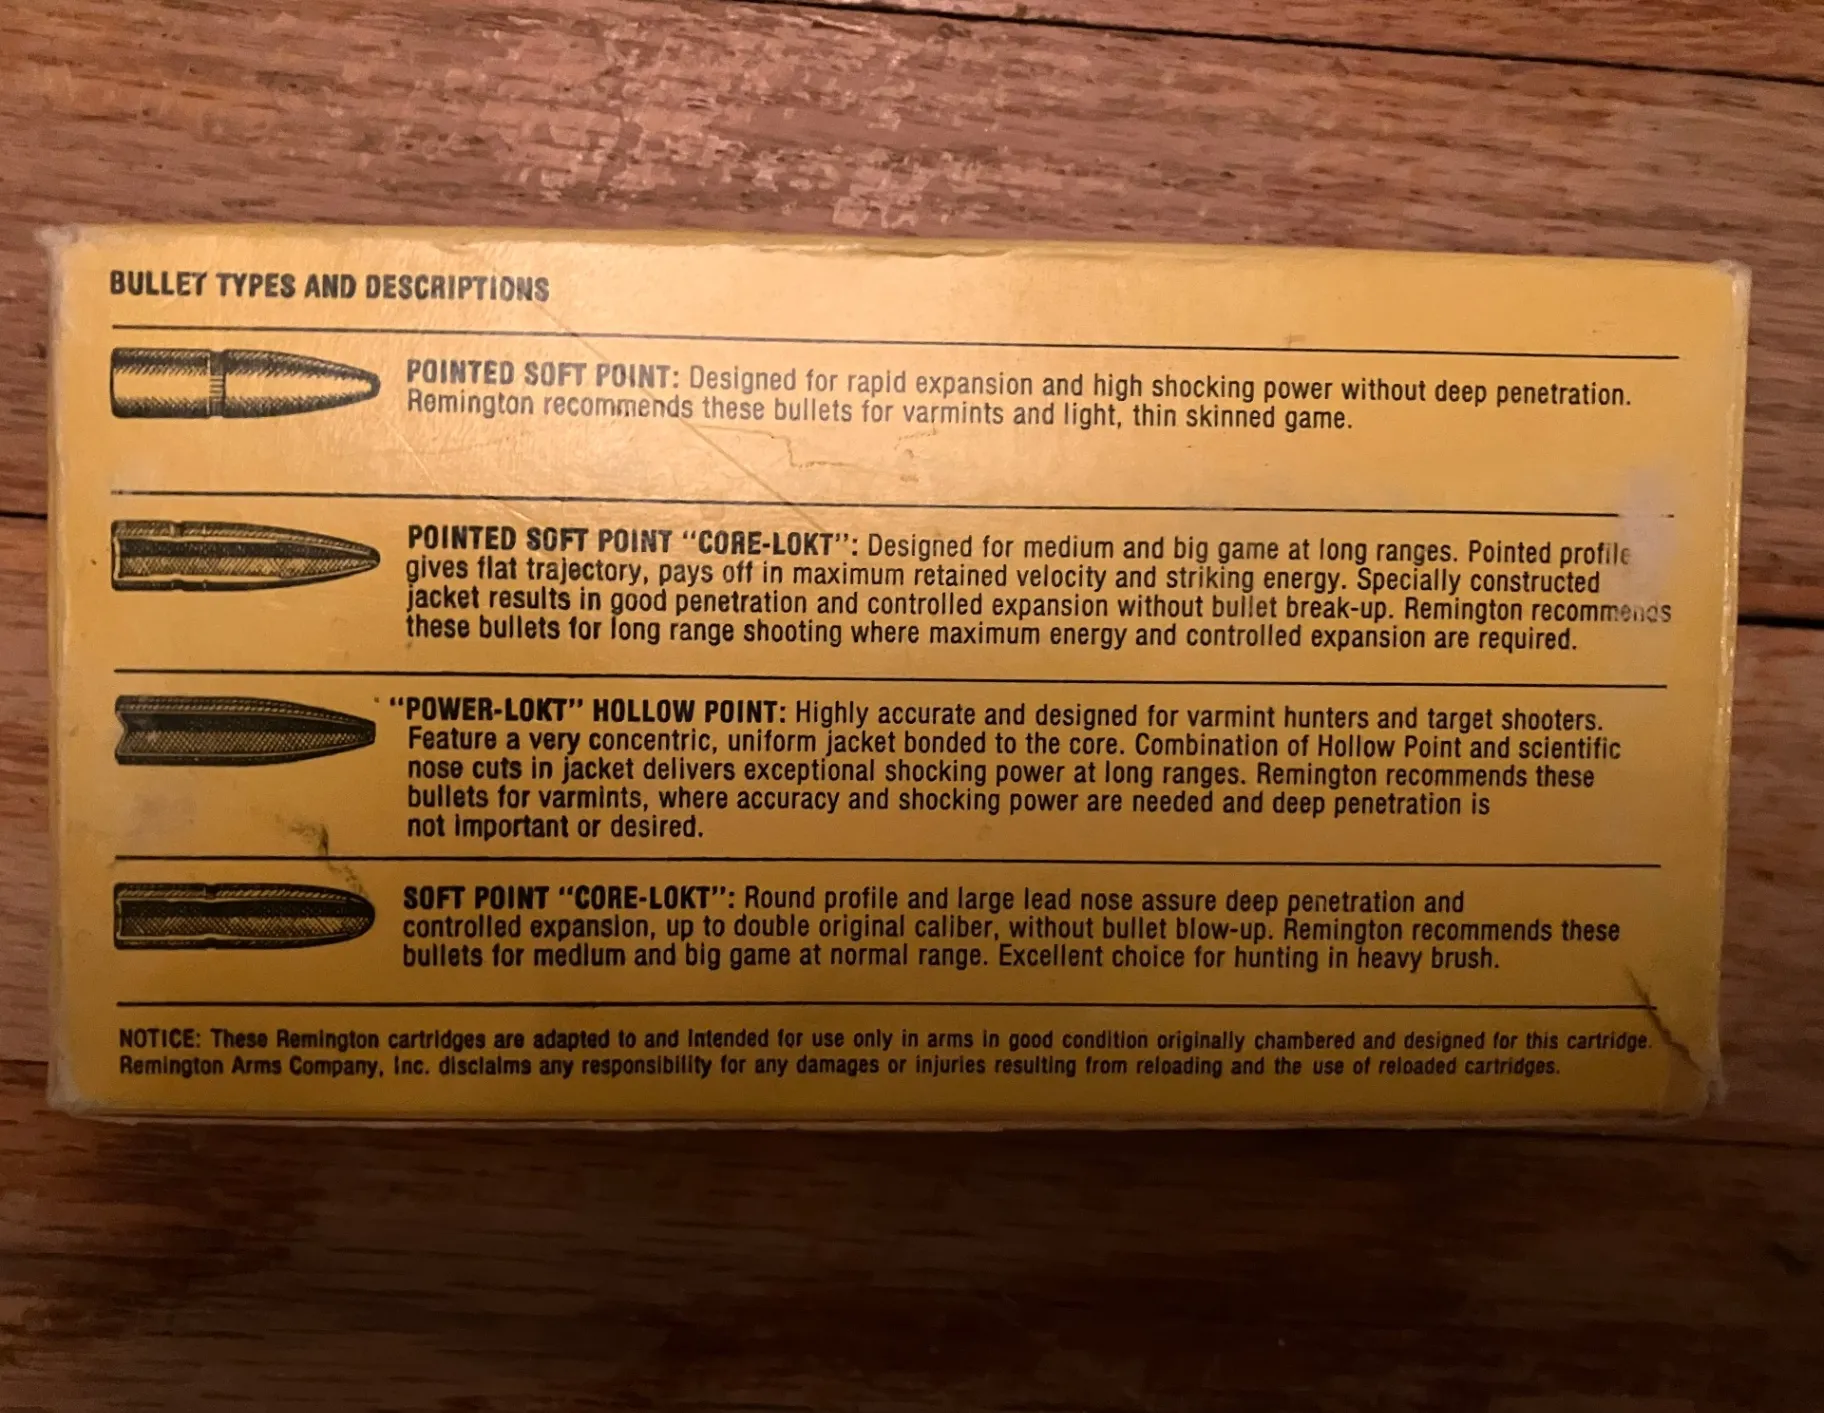 BULLET TYPES AND DESCRIPTIONS
POINTED SOFT POINT: Designed for rapid expansion and high shocking power without deep penetration.
Remington recommends these bullets for varmints and light, thin skinned game.
POINTED SOFT POINT "CORE-LOKT": Designed for medium and big game at long ranges. Pointed profile
gives flat trajectory, pays off in maximum retained velocity and striking energy. Specially constructed
jacket results in good penetration and controlled expansion without bullet break-up. Remington recommends
these bullets for long range shooting where maximum energy and controlled expansion are required.
"POWER-LOKT" HOLLOW POINT: Highly accurate and designed for varmint hunters and target shooters.
Feature a very concentric, uniform jacket bonded to the core. Combination of Hollow Point and scientific
nose cuts in jacket delivers exceptional shocking power at long ranges. Remington recommends these
bullets for varmints, where accuracy and shocking power are needed and deep penetration is
not important or desired.
SOFT POINT "CORE-LOKT": Round profile and large lead nose assure deep penetration and
controlled expansion, up to double original caliber, without bullet blow-up. Remington recommends these
bullets for medium and big game at normal range. Excellent choice for hunting in heavy brush.
NOTICE: These Remington cartridges are adapted to and intended for use only in arms in good condition originally chambered and designed for this cartridge.
Remington Arms Company, Inc. disclaims any responsibility for any damages or injuries resulting from reloading and the use of reloaded cartridges.